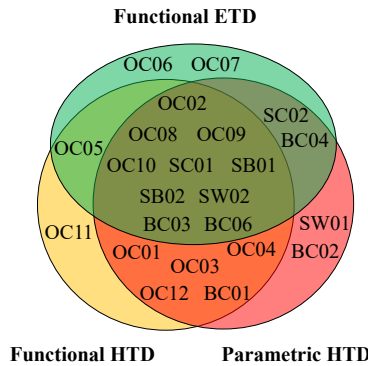 Functional ETD
OC06 OC07
OC02
SC02
OC08 OC09
BC04
OC05
OC10 SC01 SB01
SB02 SW02
BC03 BC06
SW01
OC11
OC01 OC04
BC02
OC03
OC12 BC01
Functional HTD Parametric HTD